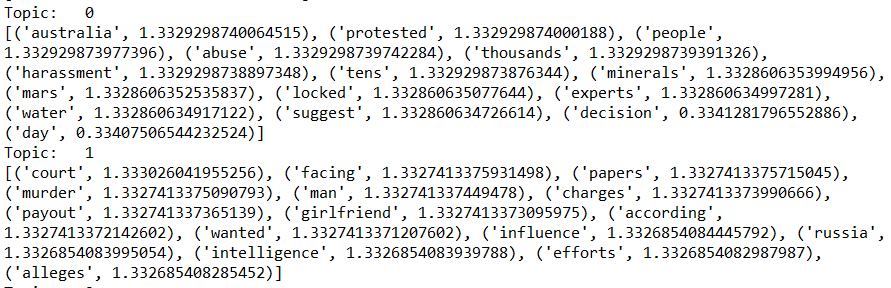 Topic:   0
[('australia', 1.3329298740064515), ('protested', 1.332929874000188), ('people',
1.332929873977396), ('abuse', 1.3329298739742284), ('thousands', 1.3329298739391326),
('harassment', 1.3329298738897348), ('tens', 1.332929873876344), ('minerals', 1.3328606353994956),
('mars', 1.3328606352535837), ('locked', 1.332860635077644), ('experts', 1.332860634997281),
('water', 1.332860634917122), ('suggest', 1.332860634726614), ('decision', 0.3341281796552886),
('day', 0.33407506544232524)]
Topic:   1
[('court', 1.333026041955256), ('facing', 1.3327413375931498), ('papers', 1.3327413375715045),
('murder', 1.3327413375090793), ('man', 1.332741337449478), ('charges', 1.3327413373990666),
('payout', 1.332741337365139), ('girlfriend', 1.3327413373095975), ('according',
1.3327413372142602), ('wanted', 1.3327413371207602), ('influence', 1.3326854084445792), ('russia',
1.3326854083995054), ('intelligence', 1.3326854083939788), ('efforts', 1.3326854082987987),
('alleges', 1.332685408285452)]